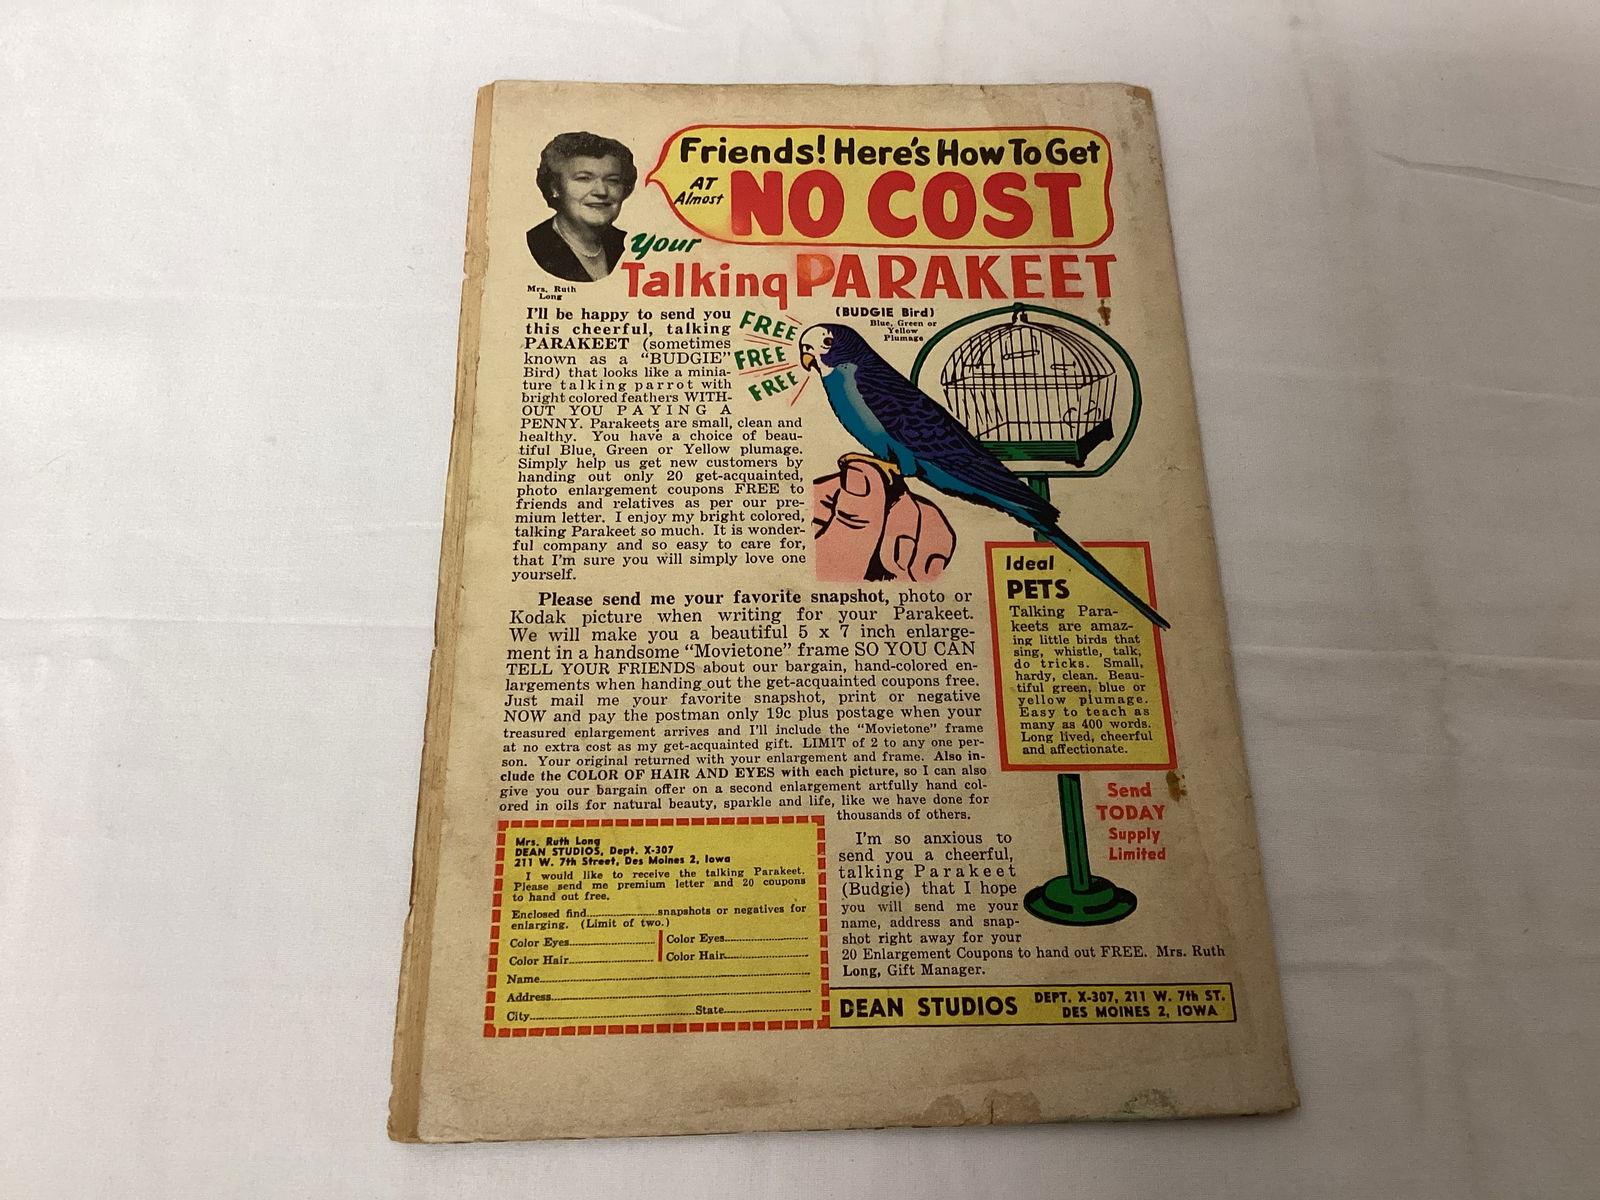 Friends! Here's How To Get
AT Almost NO COST
Your
Talking PARAKEET
Mrs. Ruth
Long
(BUDGIE Bird)
Blue, Green or
Yellow
Plumage
FREE
FREE
FREE
I'll be happy to send you
this cheerful, talking
PARAKEET (sometimes
known as a "BUDGIE"
Bird) that looks like a minia-
ture talking parrot with
bright colored feathers WITH-
OUT YOU PAYING A
PENNY. Parakeets are small, clean and
healthy. You have a choice of beau-
tiful Blue, Green or Yellow plumage.
Simply help us get new customers by
handing out only 20 get-acquainted,
photo enlargement coupons FREE to
friends and relatives as per our pre-
mium letter. I enjoy my bright colored,
talking Parakeet so much. It is wonder-
ful company and so easy to care for,
that I'm sure you will simply love one
yourself.
Please send me your favorite snapshot, photo or
Kodak picture when writing for your Parakeet.
We will make you a beautiful 5 x 7 inch enlarge-
ment in a handsome "Movietone" frame SO YOU CAN
TELL YOUR FRIENDS about our bargain, hand-colored en-
largements when handing out the get-acquainted coupons free.
Just mail me your favorite snapshot, print or negative
NOW and pay the postman only 19c plus postage when your
treasured enlargement arrives and I'll include the "Movietone" frame
at no extra cost as my get-acquainted gift. LIMIT of 2 to any one per-
son. Your original returned with your enlargement and frame. Also in-
clude the COLOR OF HAIR AND EYES with each picture, so I can also
give you our bargain offer on a second enlargement artfully hand col-
ored in oils for natural beauty, sparkle and life, like we have done for
thousands of others.
Ideal
PETS
Talking Para-
keets are amaz-
ing little birds that
sing, whistle, talk,
do tricks. Small,
hardy, clean. Beau-
tiful green, blue or
yellow plumage.
Easy to teach as
many as 400 words.
Long lived, cheerful
and affectionate.
Send
TODAY
Supply
Limited
I'm so anxious to
send you a cheerful,
talking Parakeet
(Budgie) that I hope
you will send me your
name, address and snap-
shot right away for your
20 Enlargement Coupons to hand out FREE. Mrs. Ruth
Long, Gift Manager.
Mrs. Ruth Long
DEAN STUDIOS, Dept. X-307
211 W. 7th Street, Des Moines 2, Iowa
I would like to receive the talking Parakeet.
Please send me premium letter and 20 coupons
to hand out free.
Enclosed find..................snapshots or negatives for
enlarging. (Limit of two.)
Color Eyes.................... Color Eyes....................
Color Hair.................... Color Hair....................
Name....................
Address....................
City....................State....................
DEAN STUDIOS DEPT. X-307, 211 W. 7th ST.
DES MOINES 2, IOWA